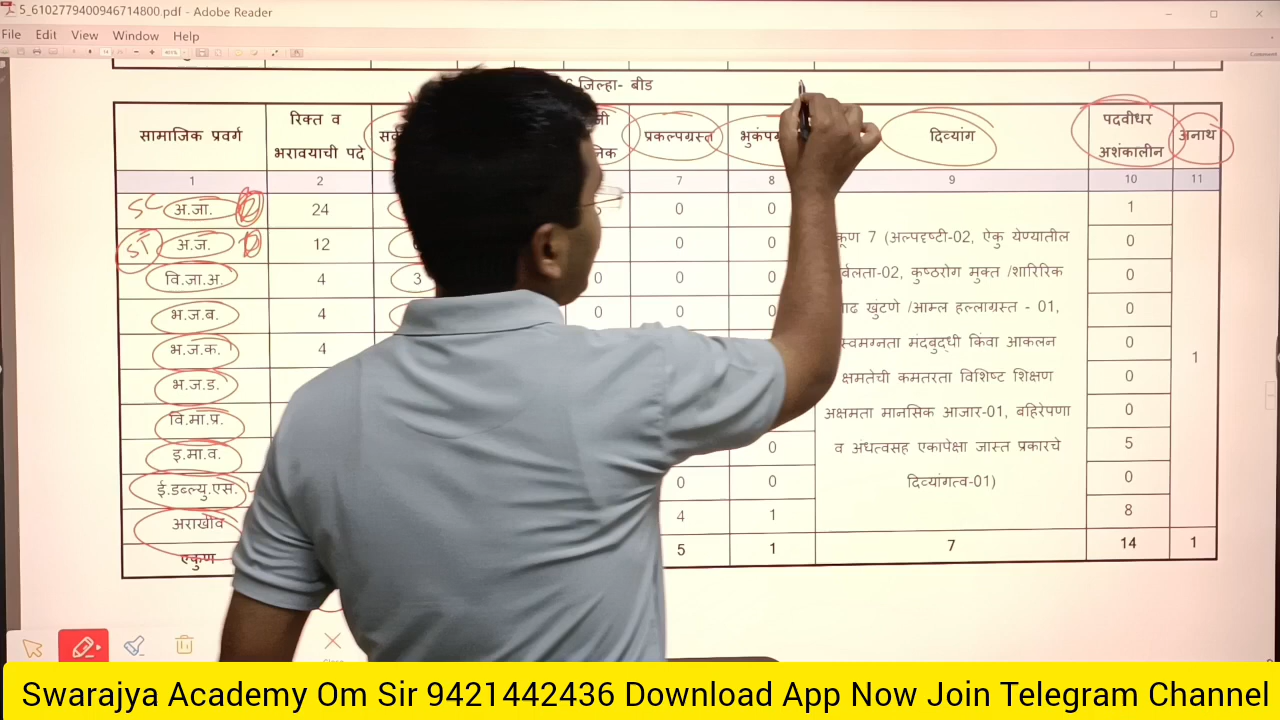 S_6102779400946714800.pdf - Adobe Reader
File Edit View Window Help
जिल्हा- बीड
सामाजिक प्रवर्ग
रिक्त व
भरावयाची पदे
प्रकल्पग्रस्त
दिव्यांग
पदवीधर
अशंकालीन
अनाथ
1 2 7 8 9 10 11
SC अ.जा. 24 0 0 1
ST अ.ज. 12 0 0 0
वि.जा.अ. 4 3 0 0 0 0
भ.ज.ब. 4 0 0 0 0
भ.ज.क. 4 0
भ.ज.ड. 0
वि.मा.प्र. 0
इ.मा.व. 0 5
ई.डब्ल्यु.एस. 0 0 0
अराखीव 4 1 8
7 (अल्पदृष्टी-02, ऐकु येण्यातील
कुष्ठरोग मुक्त /शारिरिक
खुंटणे /आम्ल हल्लाग्रस्त - 01,
स्वमग्नता मंदबुद्धी किंवा आकलन
क्षमतेची कमतरता विशिष्ट शिक्षण
अक्षमता मानसिक आजार-01, बहिरेपणा
व अंधत्वसह एकापेक्षा जास्त प्रकारचे
दिव्यांगत्व-01)
1
एकुण 5 1 7 14 1
Swarajya Academy Om Sir 9421442436 Download App Now Join Telegram Channel